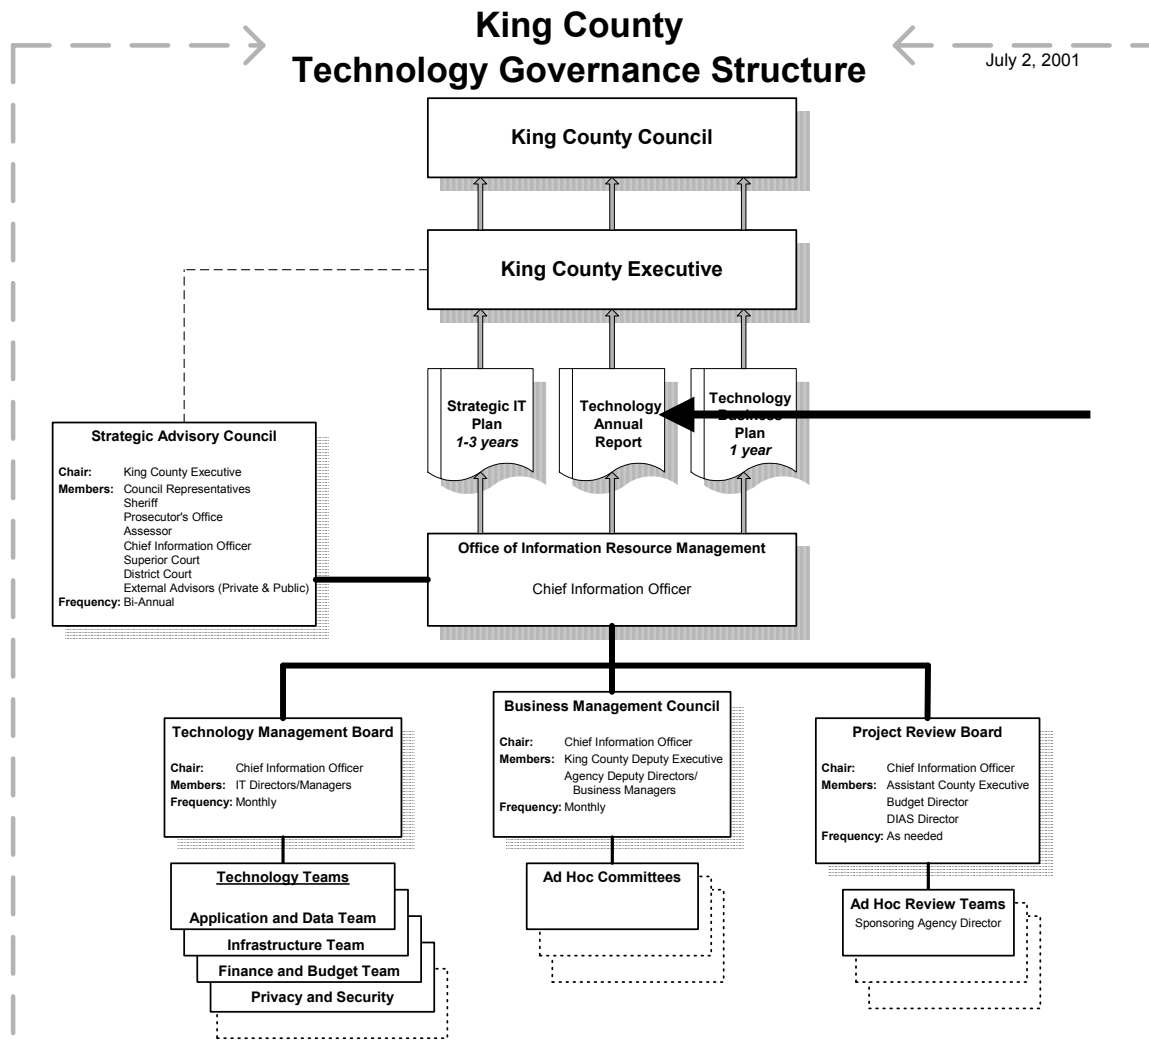 King County
Technology Governance Structure
July 2, 2001
King County Council
King County Executive
Strategic IT
Plan
1-3 years
Technology
Annual
Report
Technology
Business
Plan
1 year
Strategic Advisory Council
Chair: King County Executive
Members: Council Representatives
Sheriff
Prosecutor's Office
Assessor
Chief Information Officer
Superior Court
District Court
External Advisors (Private & Public)
Frequency: Bi-Annual
Office of Information Resource Management
Chief Information Officer
Technology Management Board
Chair: Chief Information Officer
Members: IT Directors/Managers
Frequency: Monthly
Business Management Council
Chair: Chief Information Officer
Members: King County Deputy Executive
Agency Deputy Directors/
Business Managers
Frequency: Monthly
Project Review Board
Chair: Chief Information Officer
Members: Assistant County Executive
Budget Director
DIAS Director
Frequency: As needed
Technology Teams
Application and Data Team
Infrastructure Team
Finance and Budget Team
Privacy and Security
Ad Hoc Committees
Ad Hoc Review Teams
Sponsoring Agency Director